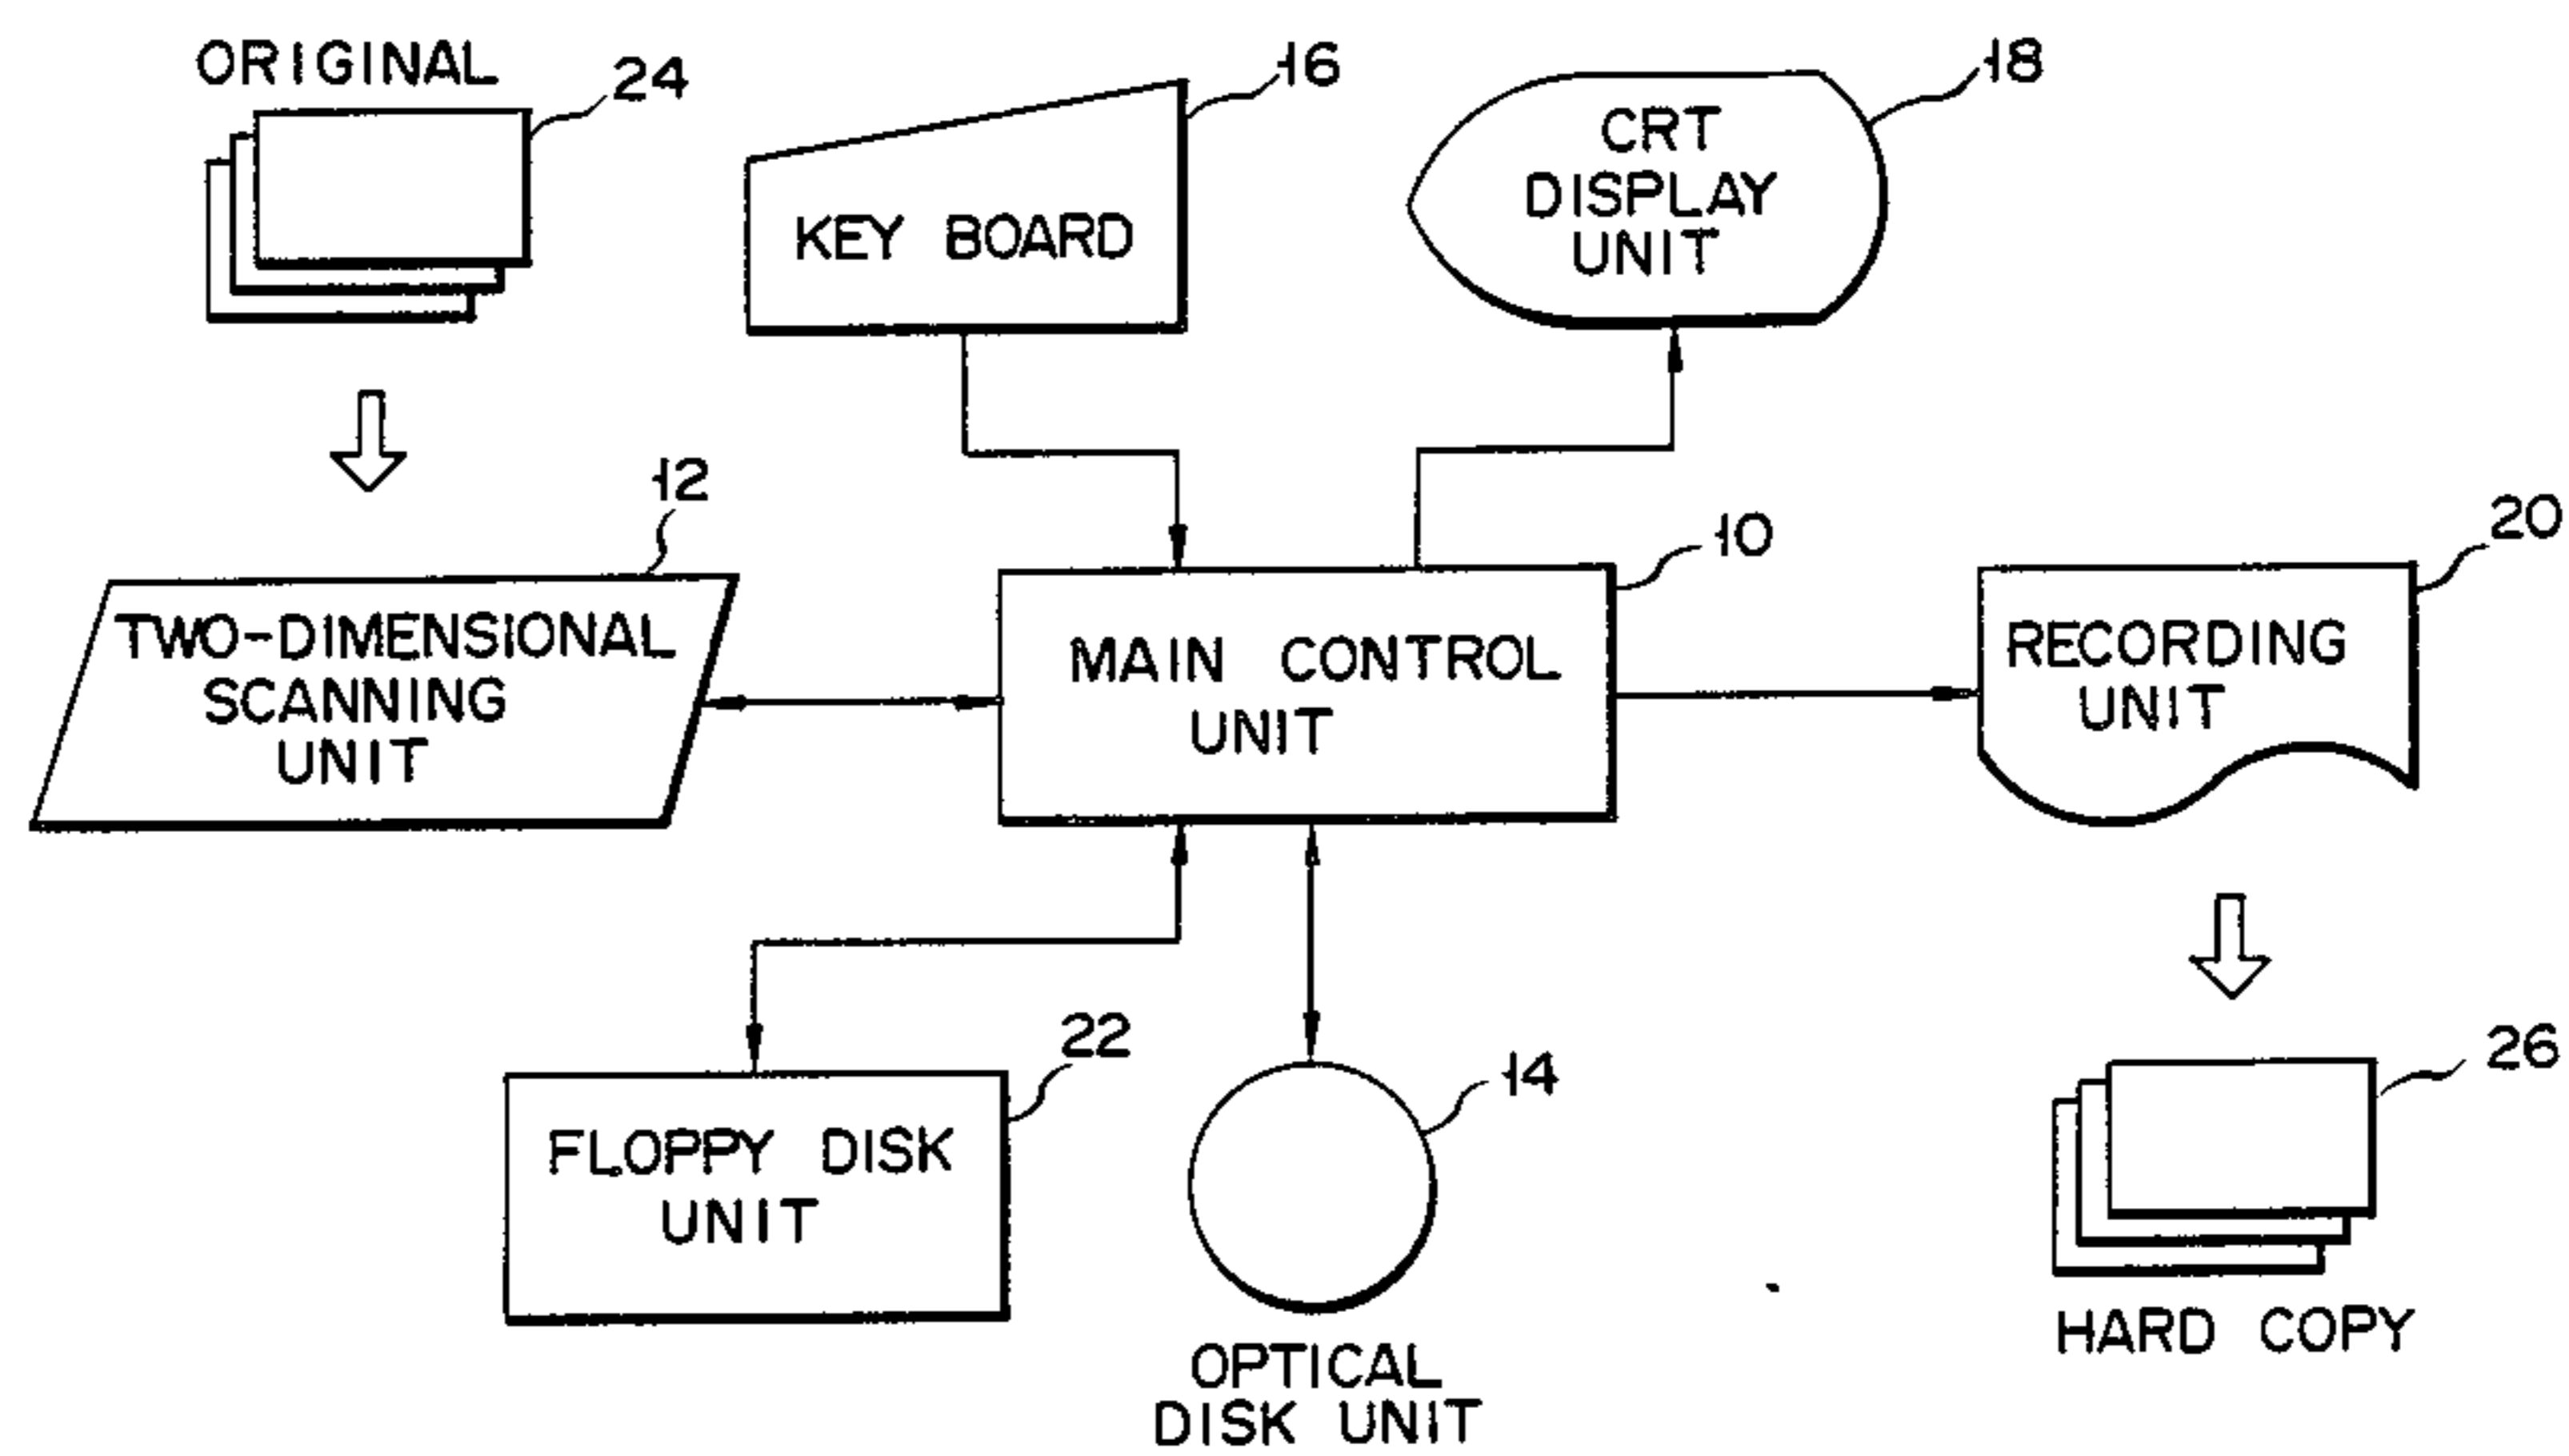 ORIGINAL
24
KEY BOARD
16
CRT
DISPLAY
UNIT
18
TWO-DIMENSIONAL
SCANNING
UNIT
12
MAIN CONTROL
UNIT
10
RECORDING
UNIT
20
FLOPPY DISK
UNIT
22
14
OPTICAL
DISK UNIT
26
HARD COPY